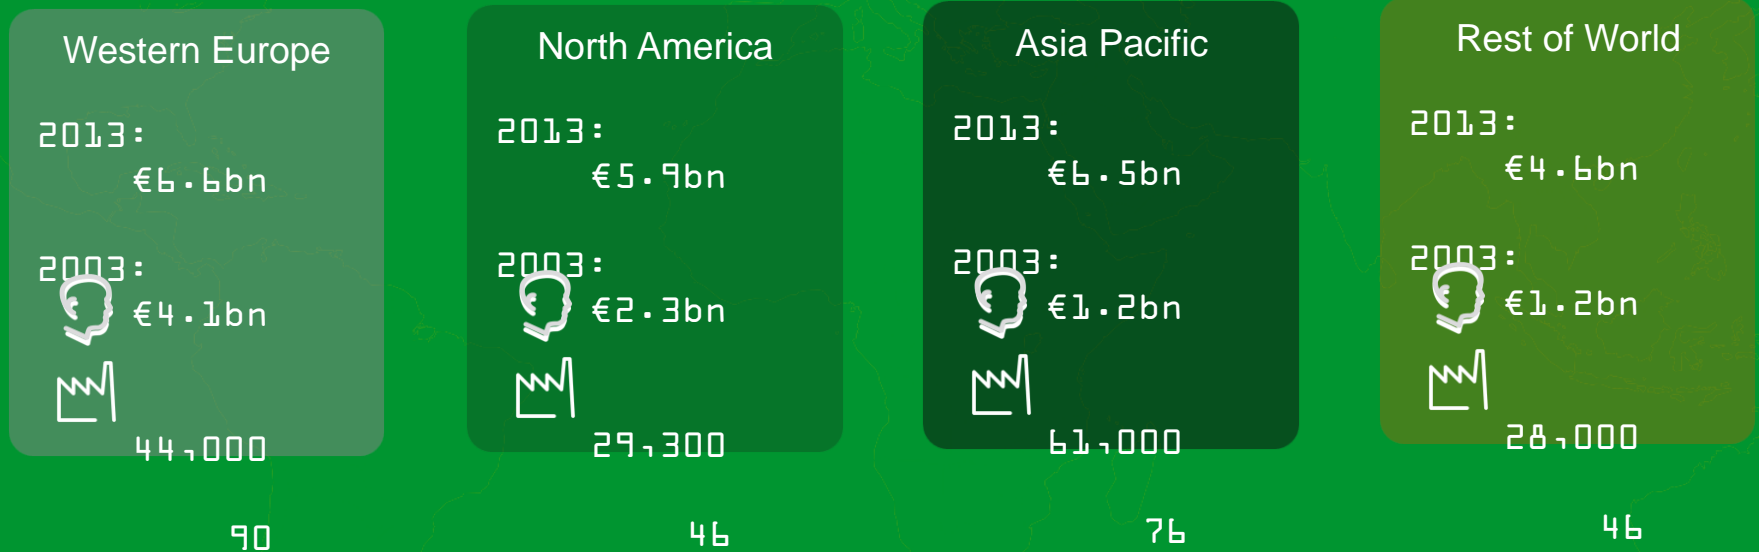 Western Europe
2013:
€6.6bn
2003:
€4.1bn
44,000
90
North America
2013:
€5.9bn
2003:
€2.3bn
29,300
46
Asia Pacific
2013:
€6.5bn
2003:
€1.2bn
61,000
76
Rest of World
2013:
€4.6bn
2003:
€1.2bn
28,000
46